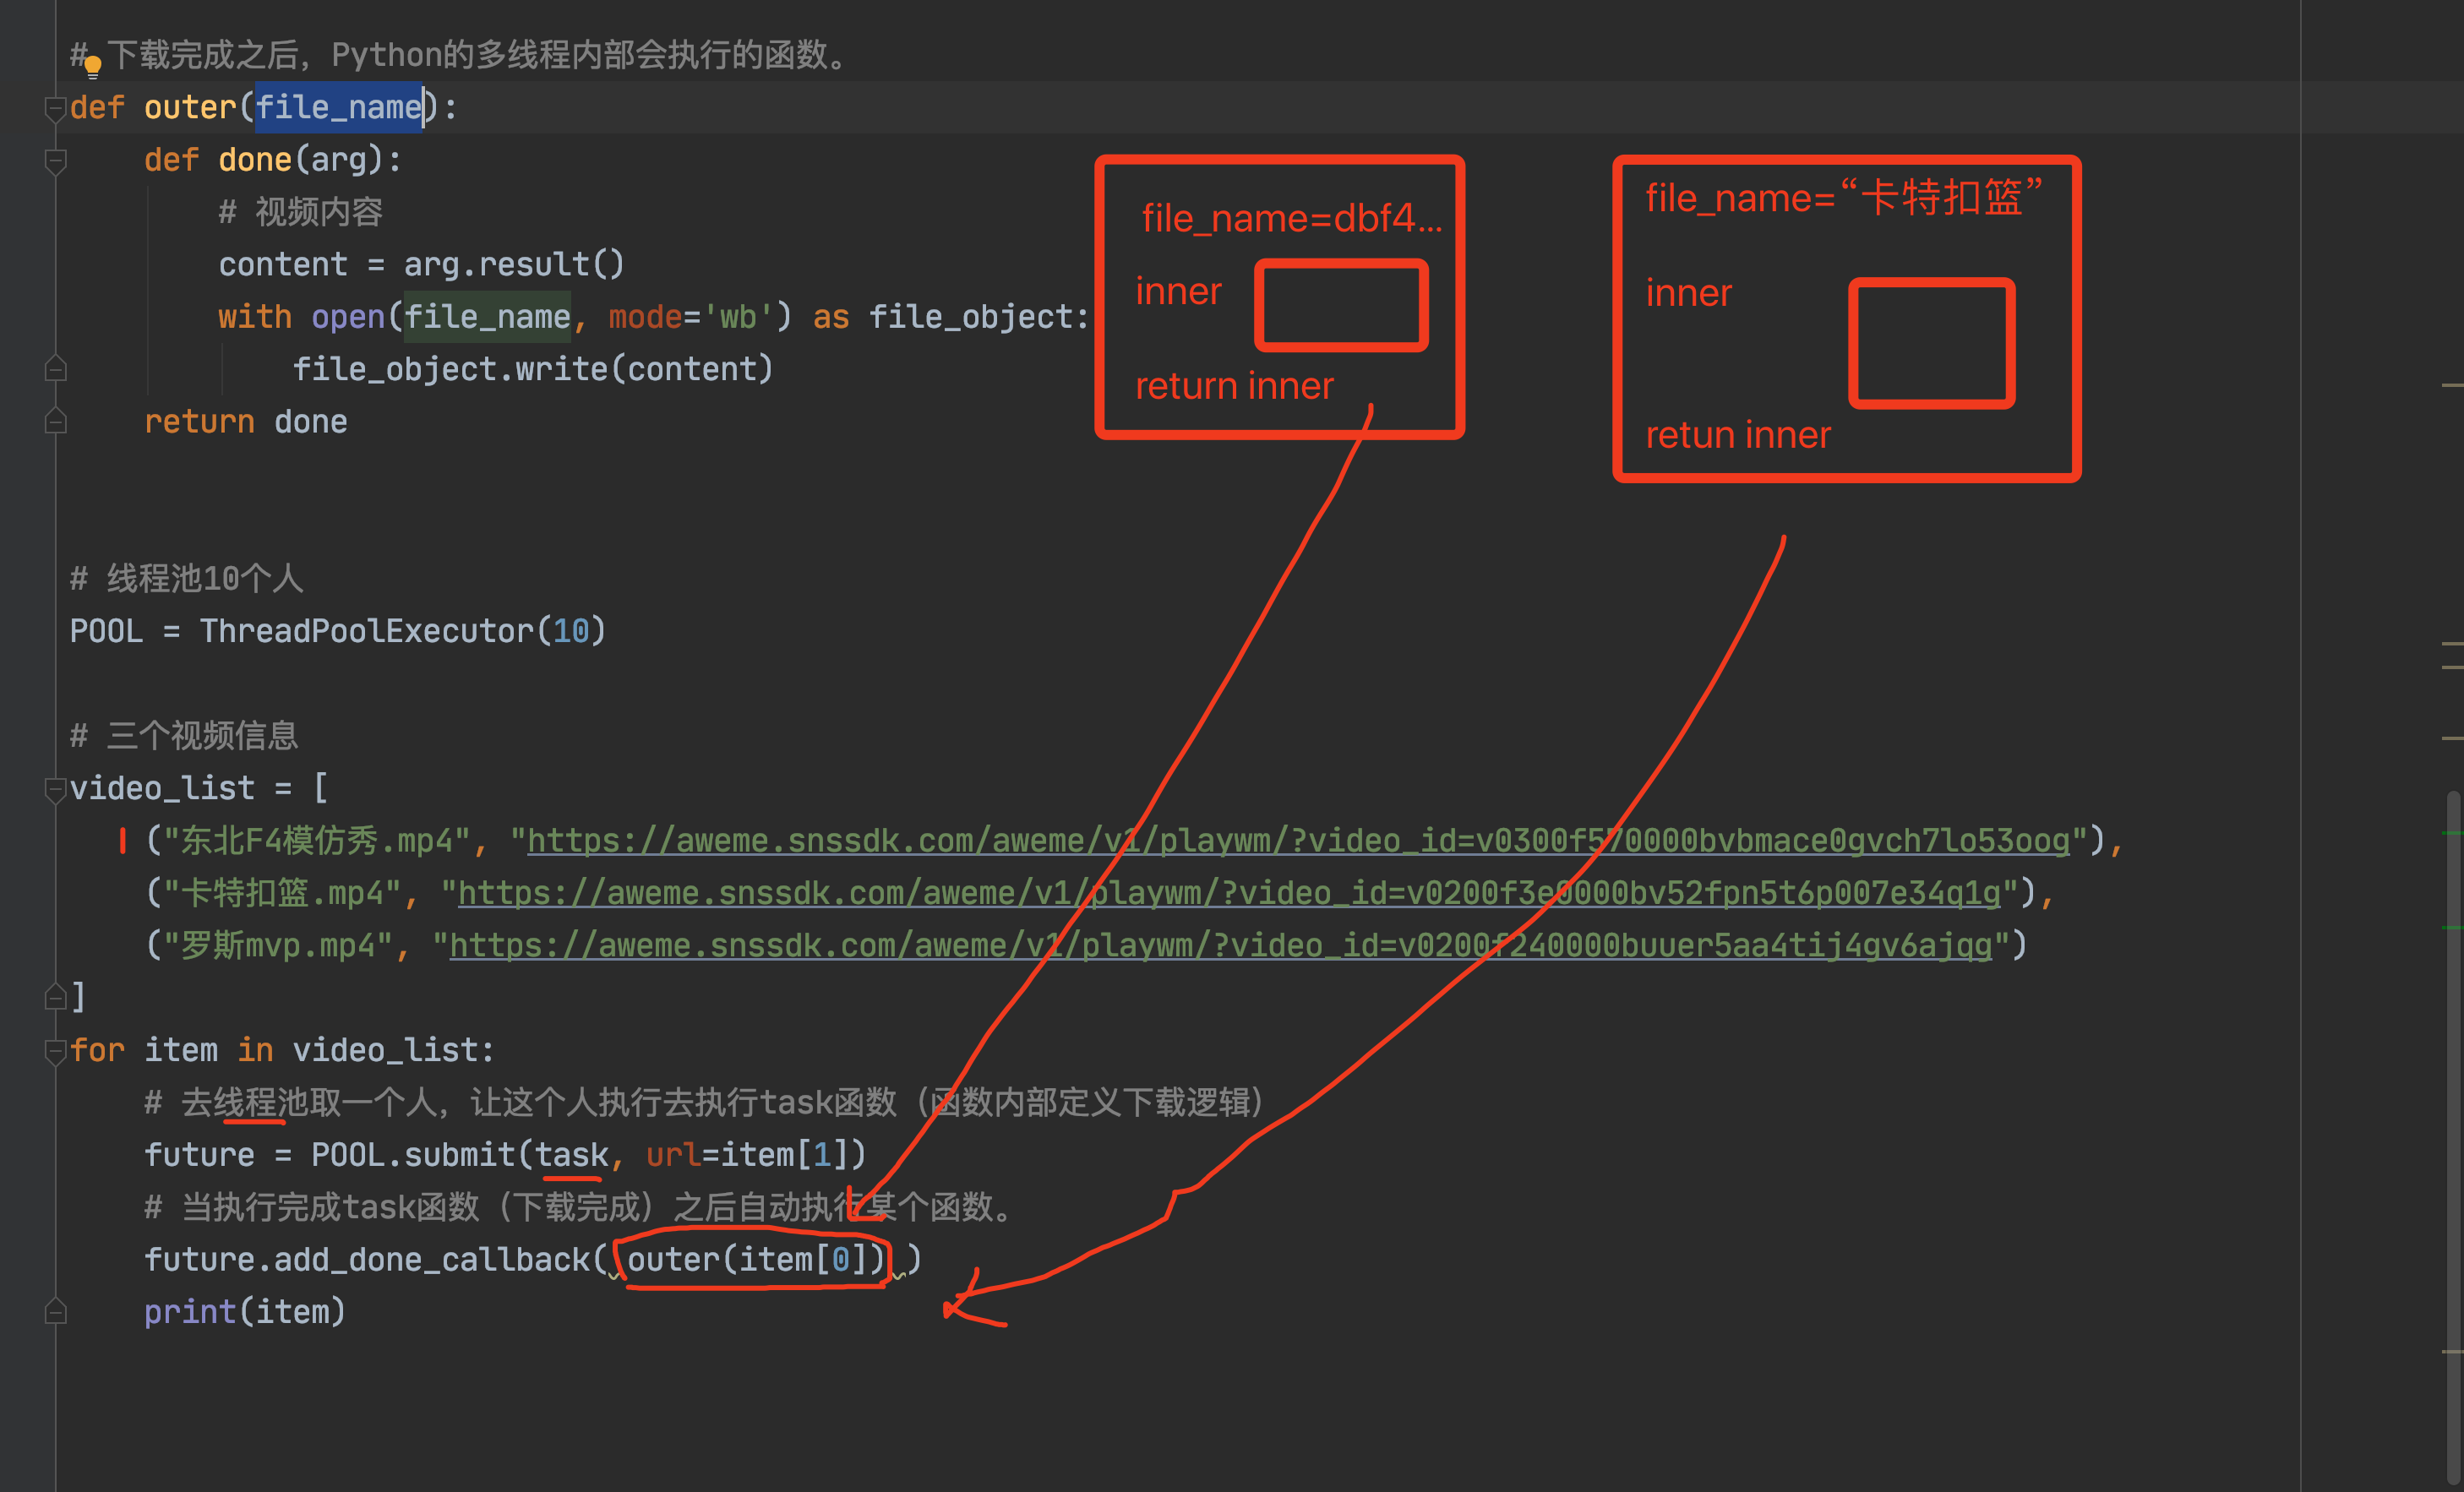 # 下载完成之后，Python的多线程内部会执行的函数。
def outer(file_name):
def done(arg):
# 视频内容
content = arg.result()
with open(file_name, mode='wb') as file_object:
file_object.write(content)
return done
file_name=dbf4...
inner
return inner
file_name=“卡特扣篮”
inner
retun inner
# 线程池10个人
POOL = ThreadPoolExecutor(10)
# 三个视频信息
video_list = [
("东北F4模仿秀.mp4", "https://aweme.snssdk.com/aweme/v1/playwm/?video_id=v0300f570000bvbmace0gvch7lo53oog"),
("卡特扣篮.mp4", "https://aweme.snssdk.com/aweme/v1/playwm/?video_id=v0200f3e0000bv52fpn5t6p007e34q1g"),
("罗斯mvp.mp4", "https://aweme.snssdk.com/aweme/v1/playwm/?video_id=v0200f240000buuer5aa4tij4gv6ajqg")
]
for item in video_list:
# 去线程池取一个人，让这个人执行去执行task函数（函数内部定义下载逻辑）
future = POOL.submit(task, url=item[1])
# 当执行完成task函数（下载完成）之后自动执行某个函数。
future.add_done_callback( outer(item[0]) )
print(item)